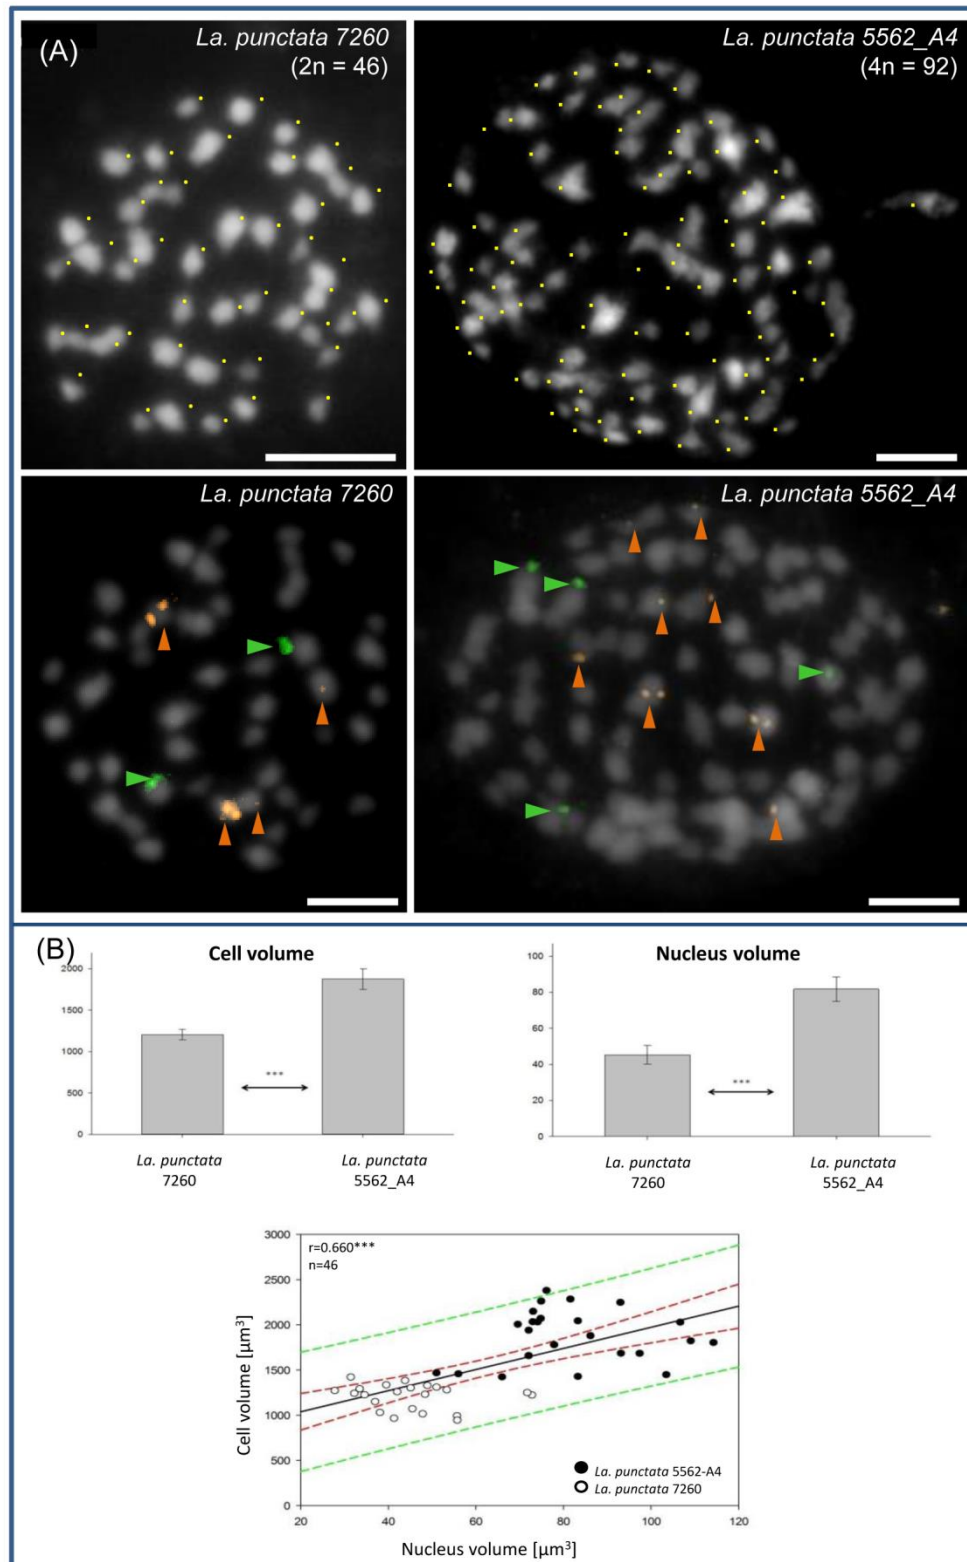 (A)
La. punctata 7260
(2n = 46)
La. punctata 5562_A4
(4n = 92)
La. punctata 7260
La. punctata 5562_A4
(B)
Cell volume
2000
1500
1000
500
0
***
La. punctata
7260
La. punctata
5562_A4
Nucleus volume
100
80
60
40
20
0
***
La. punctata
7260
La. punctata
5562_A4
Cell volume [µm³]
3000
2500
2000
1500
1000
500
0
r=0.660***
n=46
La. punctata 5562-A4
La. punctata 7260
20 40 60 80 100 120
Nucleus volume [µm³]